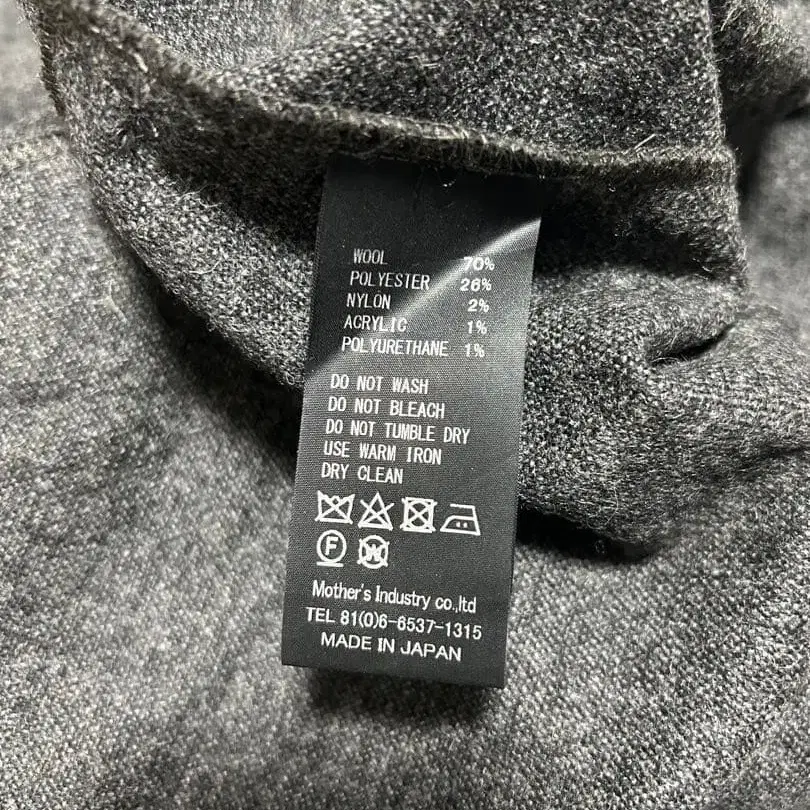 WOOL 70%
POLYESTER 26%
NYLON 2%
ACRYLIC 1%
POLYURETHANE 1%
DO NOT WASH
DO NOT BLEACH
DO NOT TUMBLE DRY
USE WARM IRON
DRY CLEAN
F W
Mother's Industry co.,ltd
TEL 81(0)6-6537-1315
MADE IN JAPAN